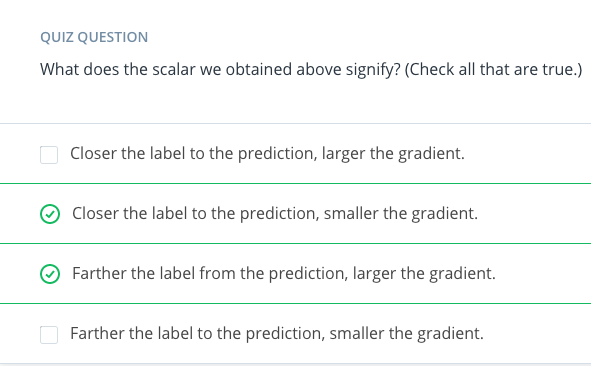 QUIZ QUESTION
What does the scalar we obtained above signify? (Check all that are true.)
Closer the label to the prediction, larger the gradient.
Closer the label to the prediction, smaller the gradient.
Farther the label from the prediction, larger the gradient.
Farther the label to the prediction, smaller the gradient.